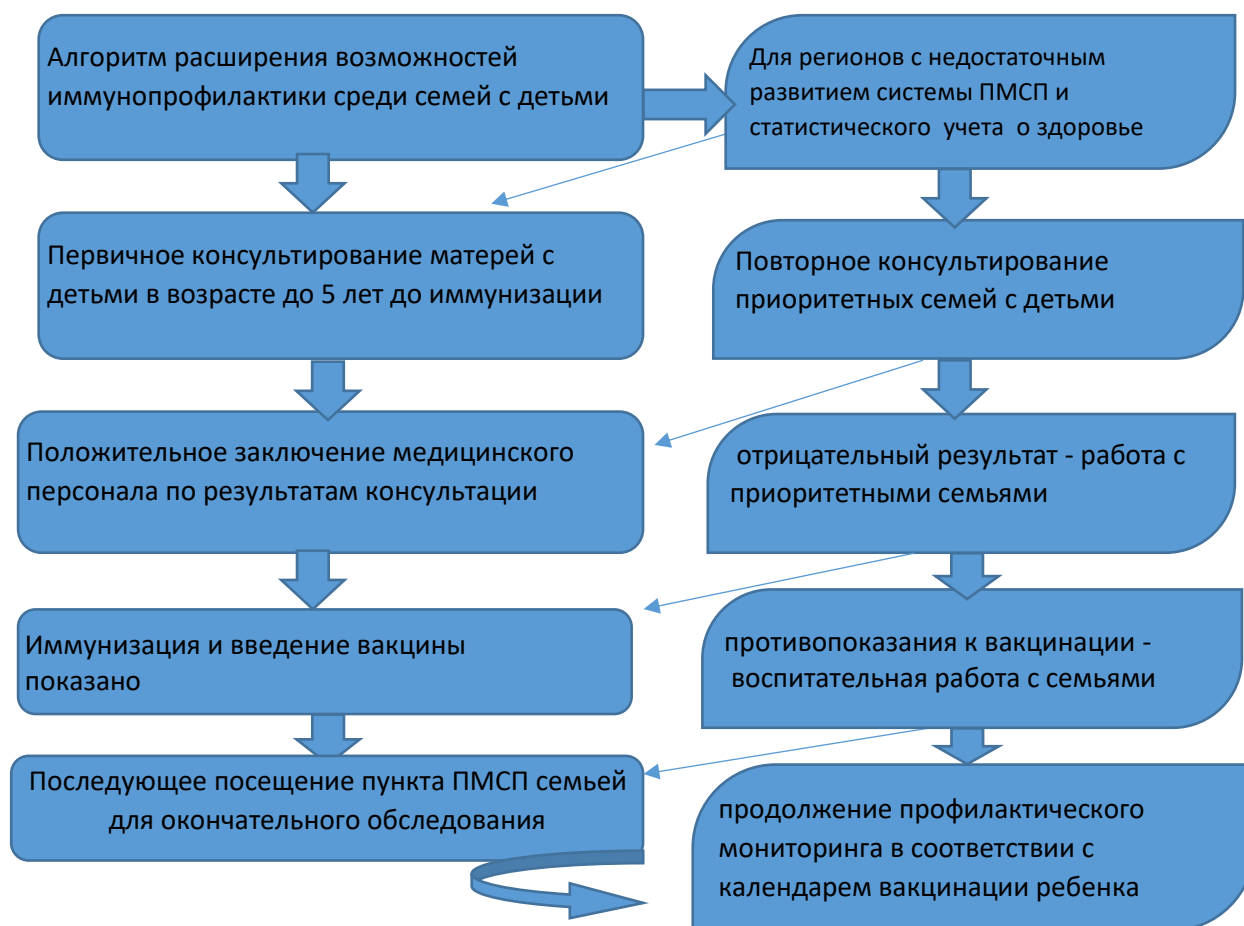 Алгоритм расширения возможностей
иммунопрофилактики среди семей с детьми
Для регионов с недостаточным
развитием системы ПМСП и
статистического учета о здоровье
Первичное консультирование матерей с
детьми в возрасте до 5 лет до иммунизации
Повторное консультирование
приоритетных семей с детьми
Положительное заключение медицинского
персонала по результатам консультации
отрицательный результат - работа с
приоритетными семьями
Иммунизация и введение вакцины
показано
противопоказания к вакцинации -
воспитательная работа с семьями
Последующее посещение пункта ПМСП семьей
для окончательного обследования
продолжение профилактического
мониторинга в соответствии с
календарем вакцинации ребенка